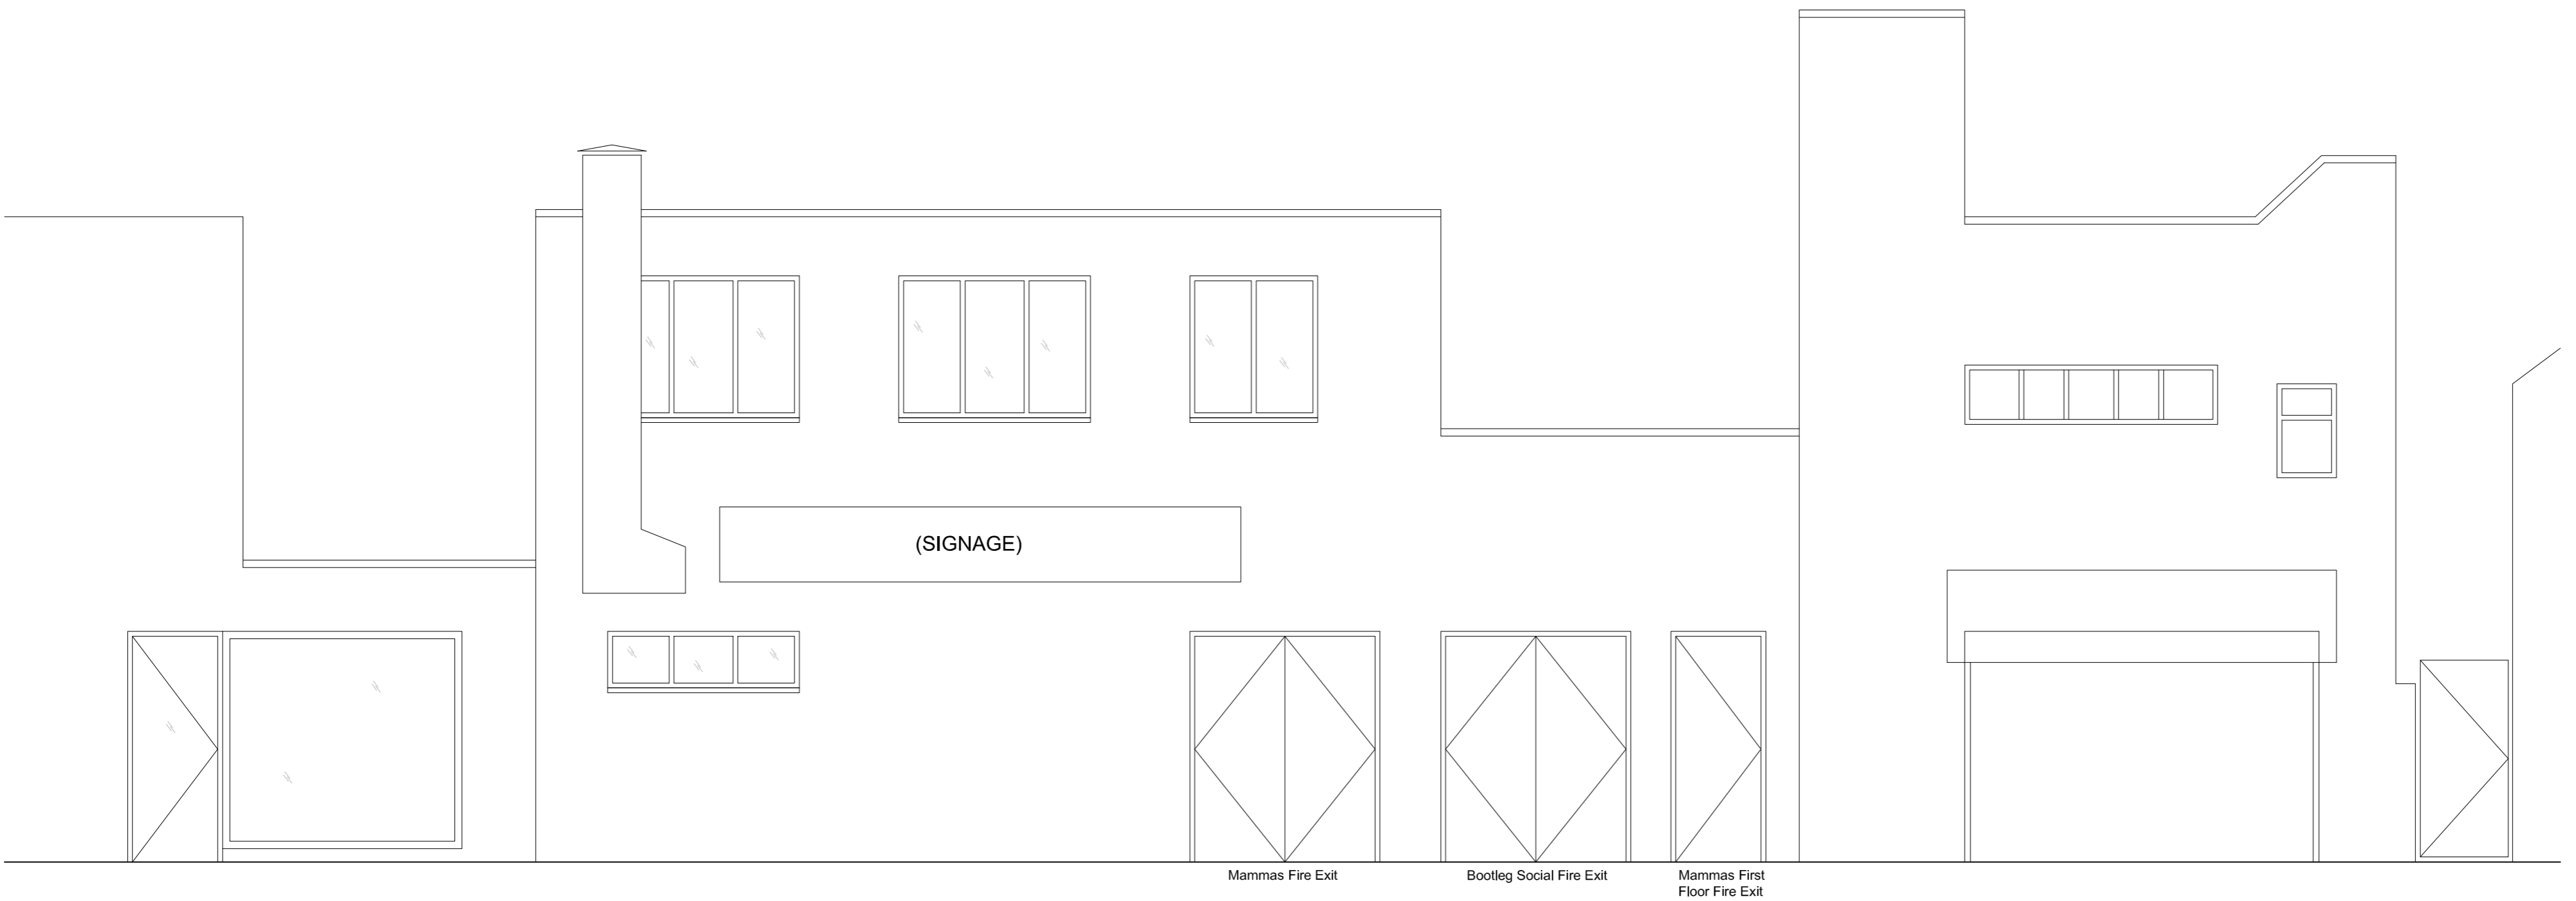 (SIGNAGE)
Mammas Fire Exit
Bootleg Social Fire Exit
Mammas First
Floor Fire Exit